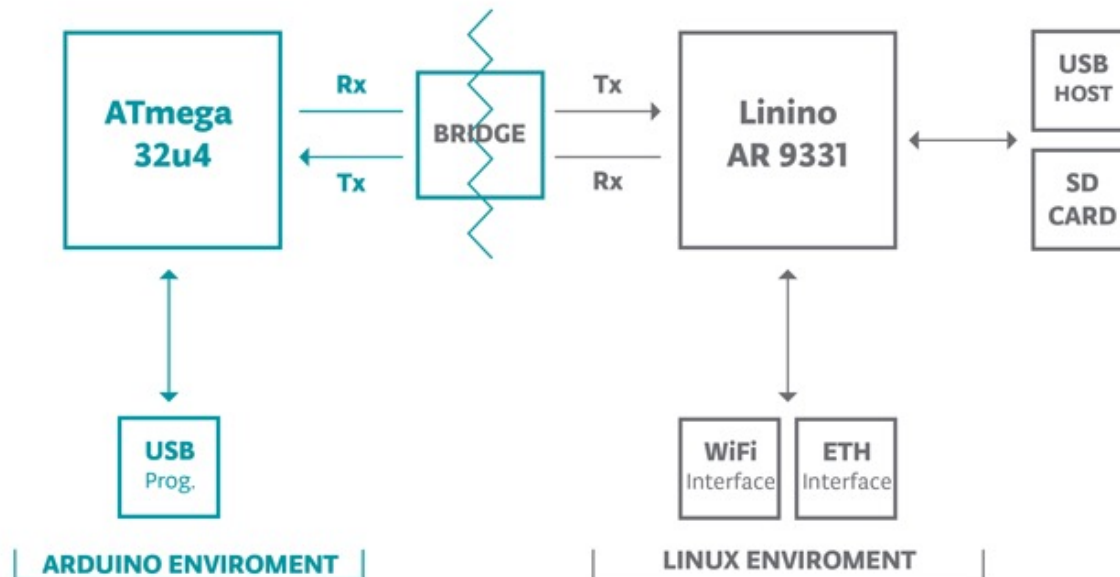 ATmega
32u4
Rx
Tx
BRIDGE
Tx
Rx
Linino
AR 9331
USB
HOST
SD
CARD
USB
Prog.
WiFi
Interface
ETH
Interface
ARDUINO ENVIROMENT
LINUX ENVIROMENT